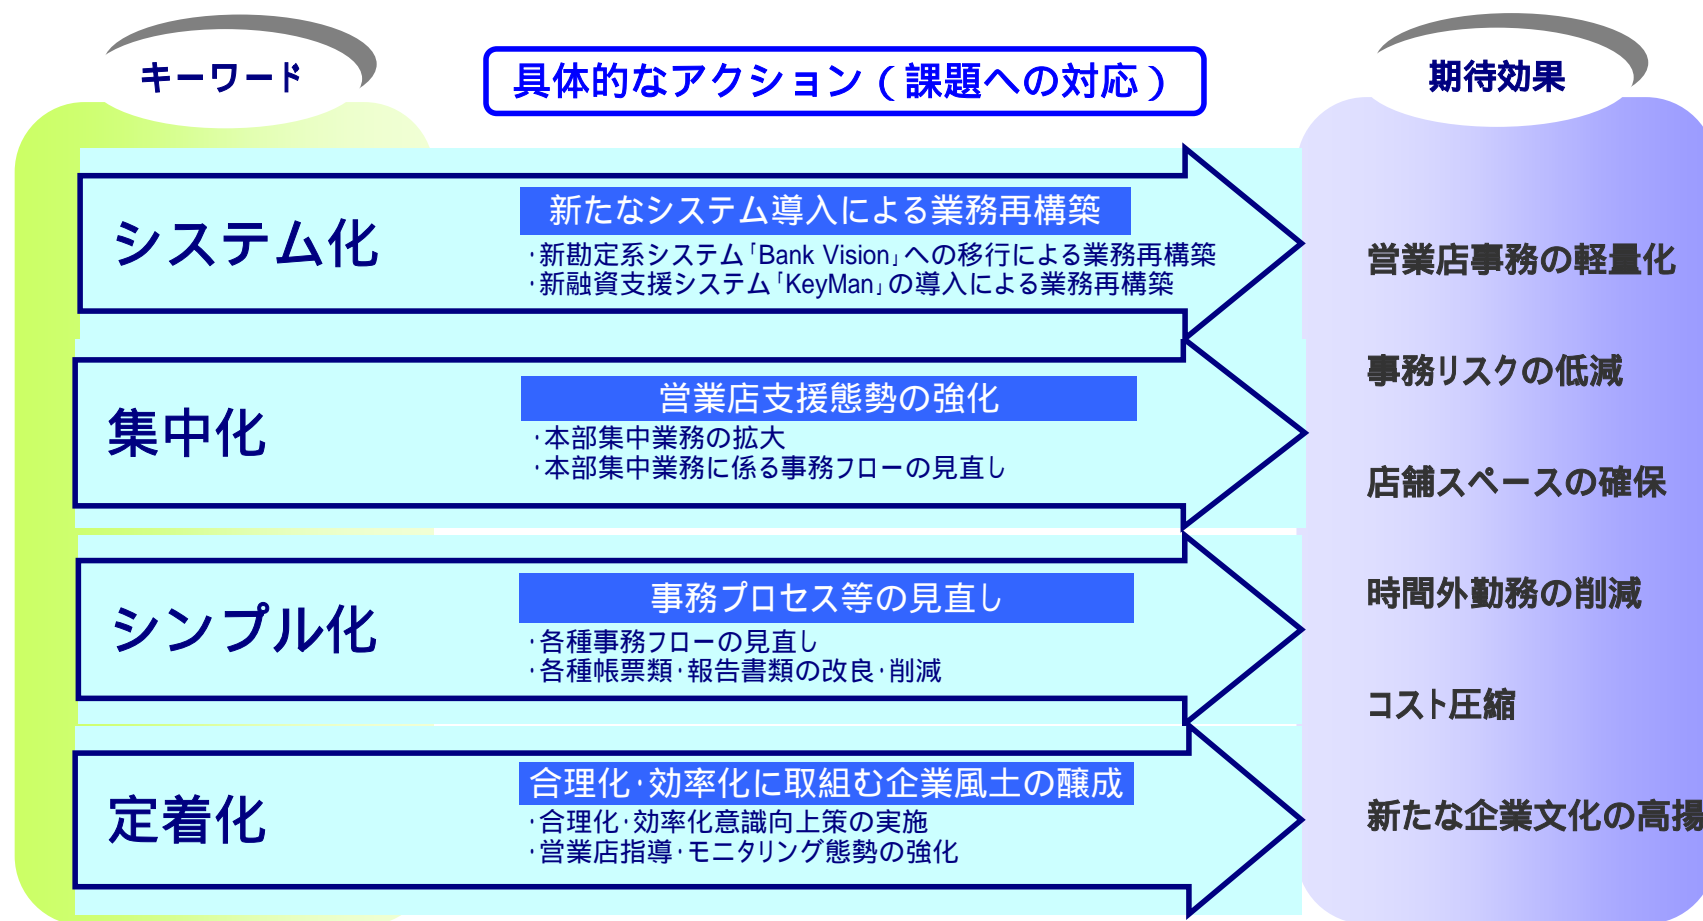 キーワード
具体的なアクション（課題への対応）
期待効果
システム化
新たなシステム導入による業務再構築
・新勘定系システム「Bank Vision」への移行による業務再構築
・新融資支援システム「KeyMan」の導入による業務再構築
集中化
営業店支援態勢の強化
・本部集中業務の拡大
・本部集中業務に係る事務フローの見直し
シンプル化
事務プロセス等の見直し
・各種事務フローの見直し
・各種帳票類・報告書類の改良・削減
定着化
合理化・効率化に取組む企業風土の醸成
・合理化・効率化意識向上策の実施
・営業店指導・モニタリング態勢の強化
営業店事務の軽量化
事務リスクの低減
店舗スペースの確保
時間外勤務の削減
コスト圧縮
新たな企業文化の高揚